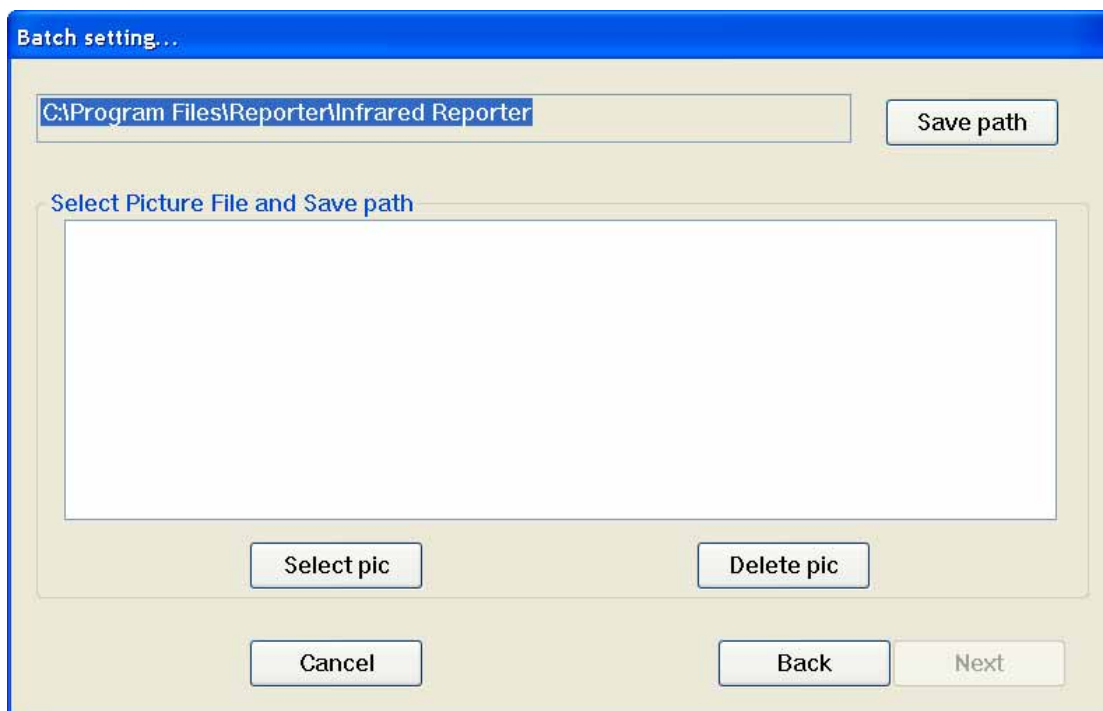 Batch setting...
C:\Program Files\Reporter\Infrared Reporter
Save path
Select Picture File and Save path
Select pic
Delete pic
Cancel
Back
Next